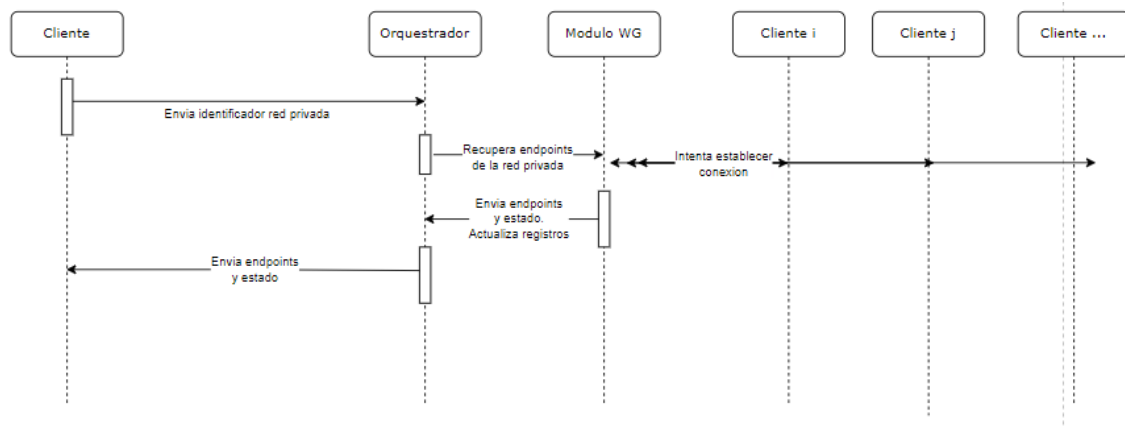 Cliente
Orquestrador
Modulo WG
Cliente i
Cliente j
Cliente ...
Envia identificador red privada
Recupera endpoints
de la red privada
Intenta establecer
conexion
Envia endpoints
y estado.
Actualiza registros
Envia endpoints
y estado